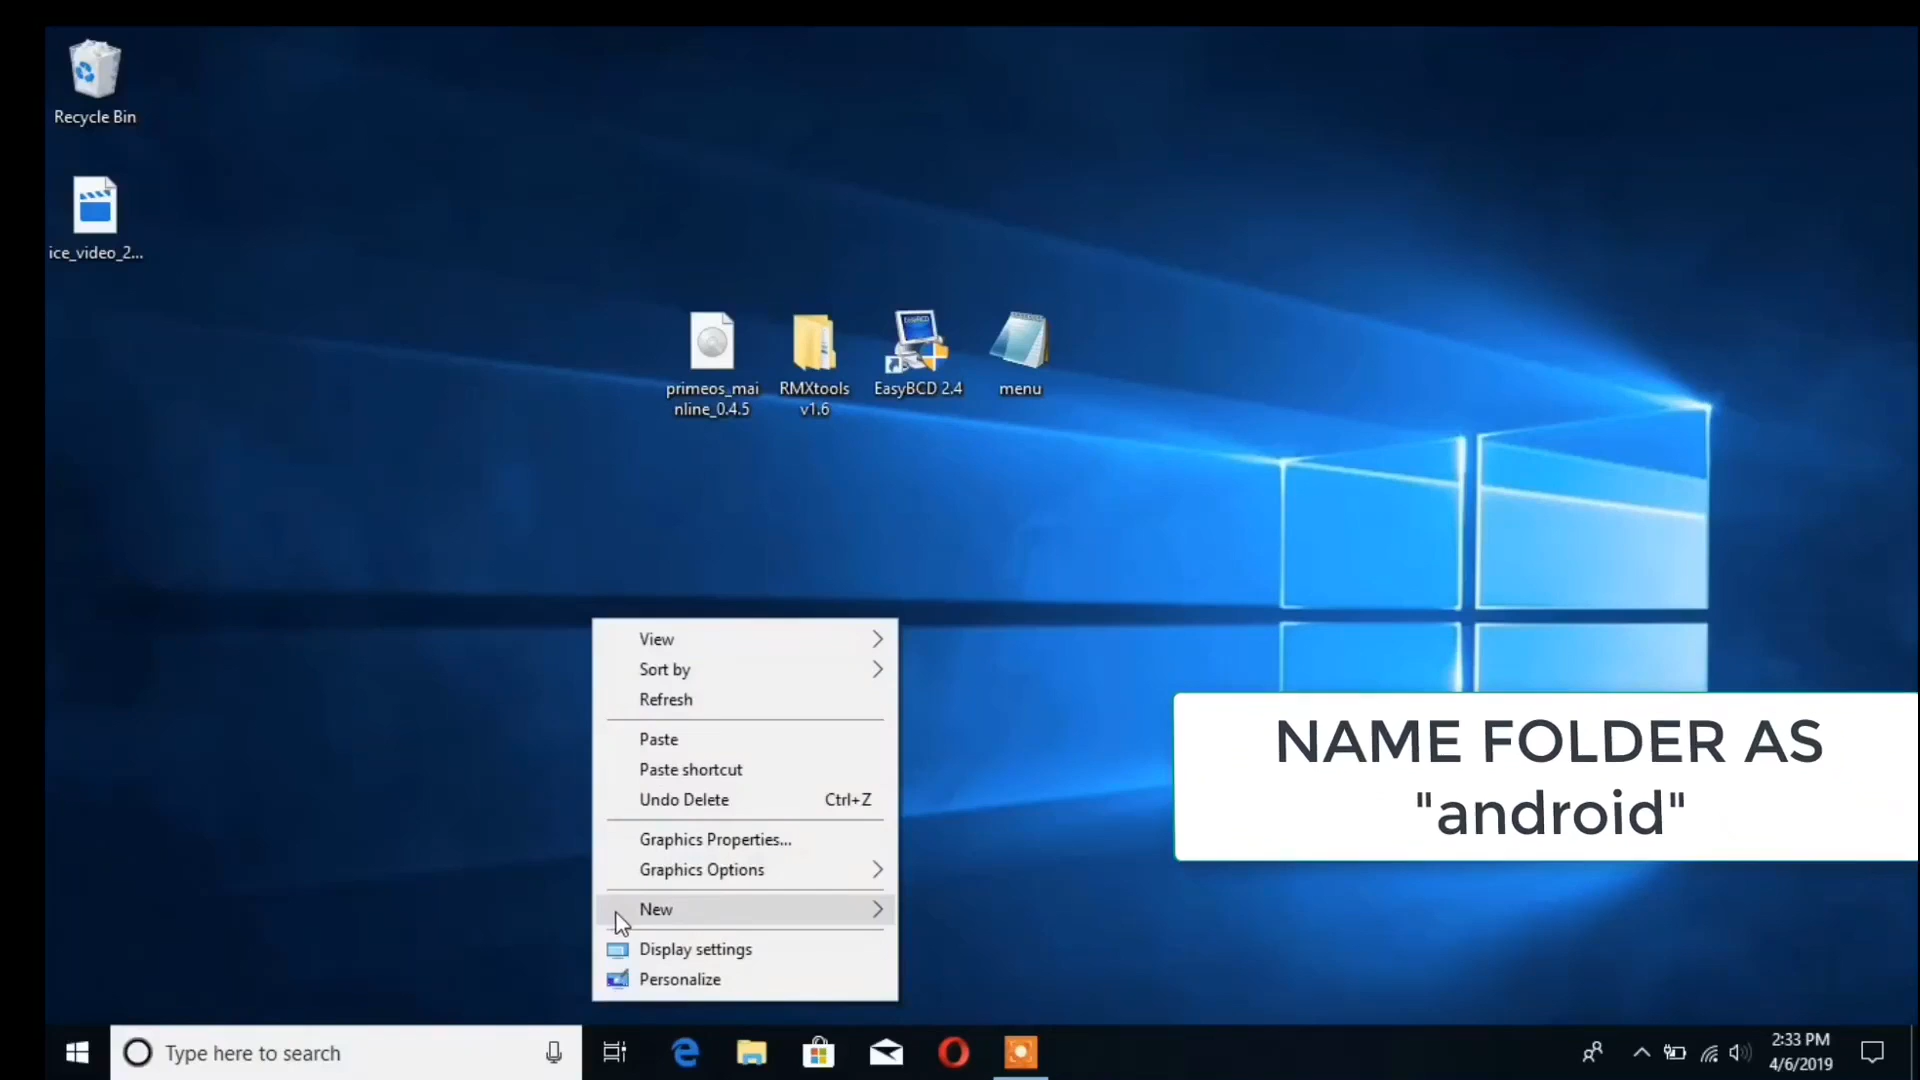 Recycle Bin
ice_video_2...
primeos_mai
nline_0.4.5
RMXtools
v1.6
EasyBCD
EasyBCD 2.4
menu
View
Sort by
Refresh
Paste
Paste shortcut
Undo Delete Ctrl+Z
Graphics Properties...
Graphics Options
New
Display settings
Personalize
NAME FOLDER AS
"android"
Type here to search
2:33 PM
4/6/2019